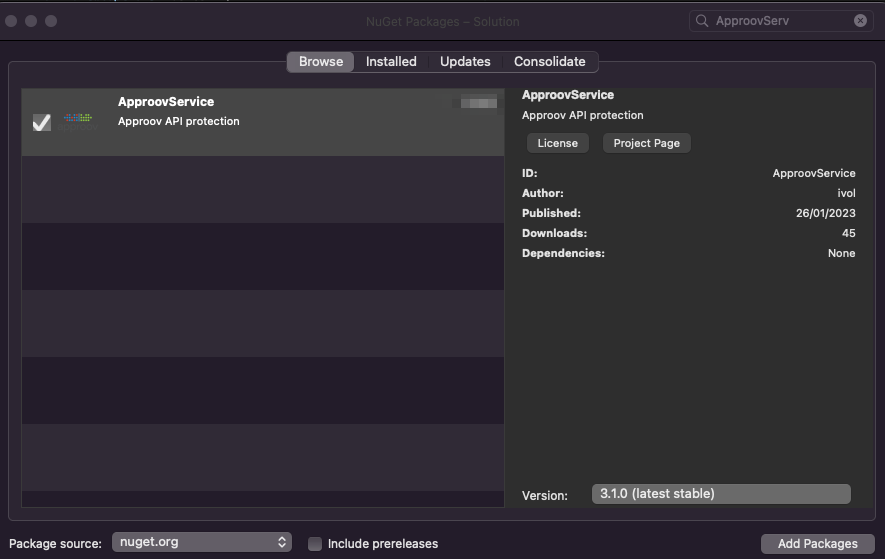 NuGet Packages – Solution
ApproovServ
Browse Installed Updates Consolidate
ApproovService
Approov API protection
ApproovService
Approov API protection
License Project Page
ID: ApproovService
Author: ivol
Published: 26/01/2023
Downloads: 45
Dependencies: None
Version: 3.1.0 (latest stable)
Package source: nuget.org Include prereleases Add Packages